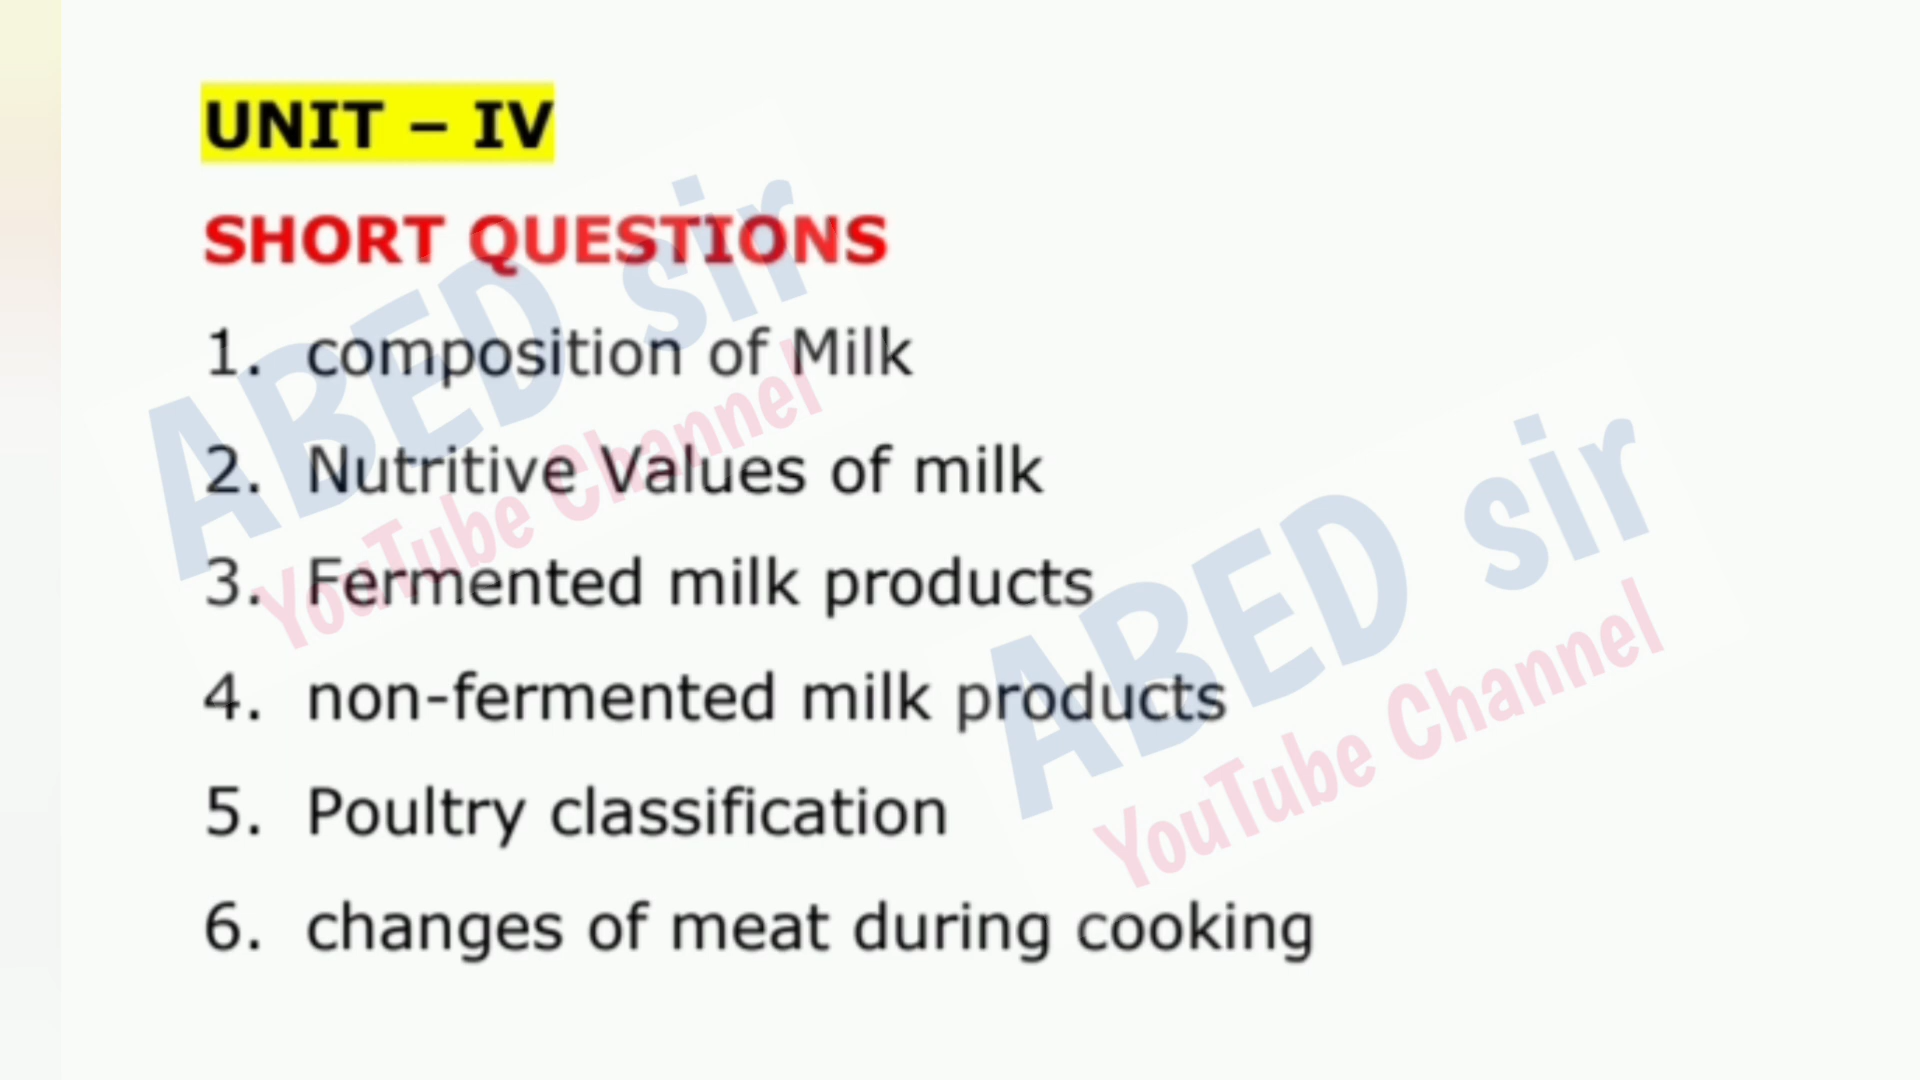 UNIT – IV
SHORT QUESTIONS
1. composition of Milk
2. Nutritive Values of milk
3. Fermented milk products
4. non-fermented milk products
5. Poultry classification
6. changes of meat during cooking
ABED sir
YouTube Channel
ABED sir
YouTube Channel